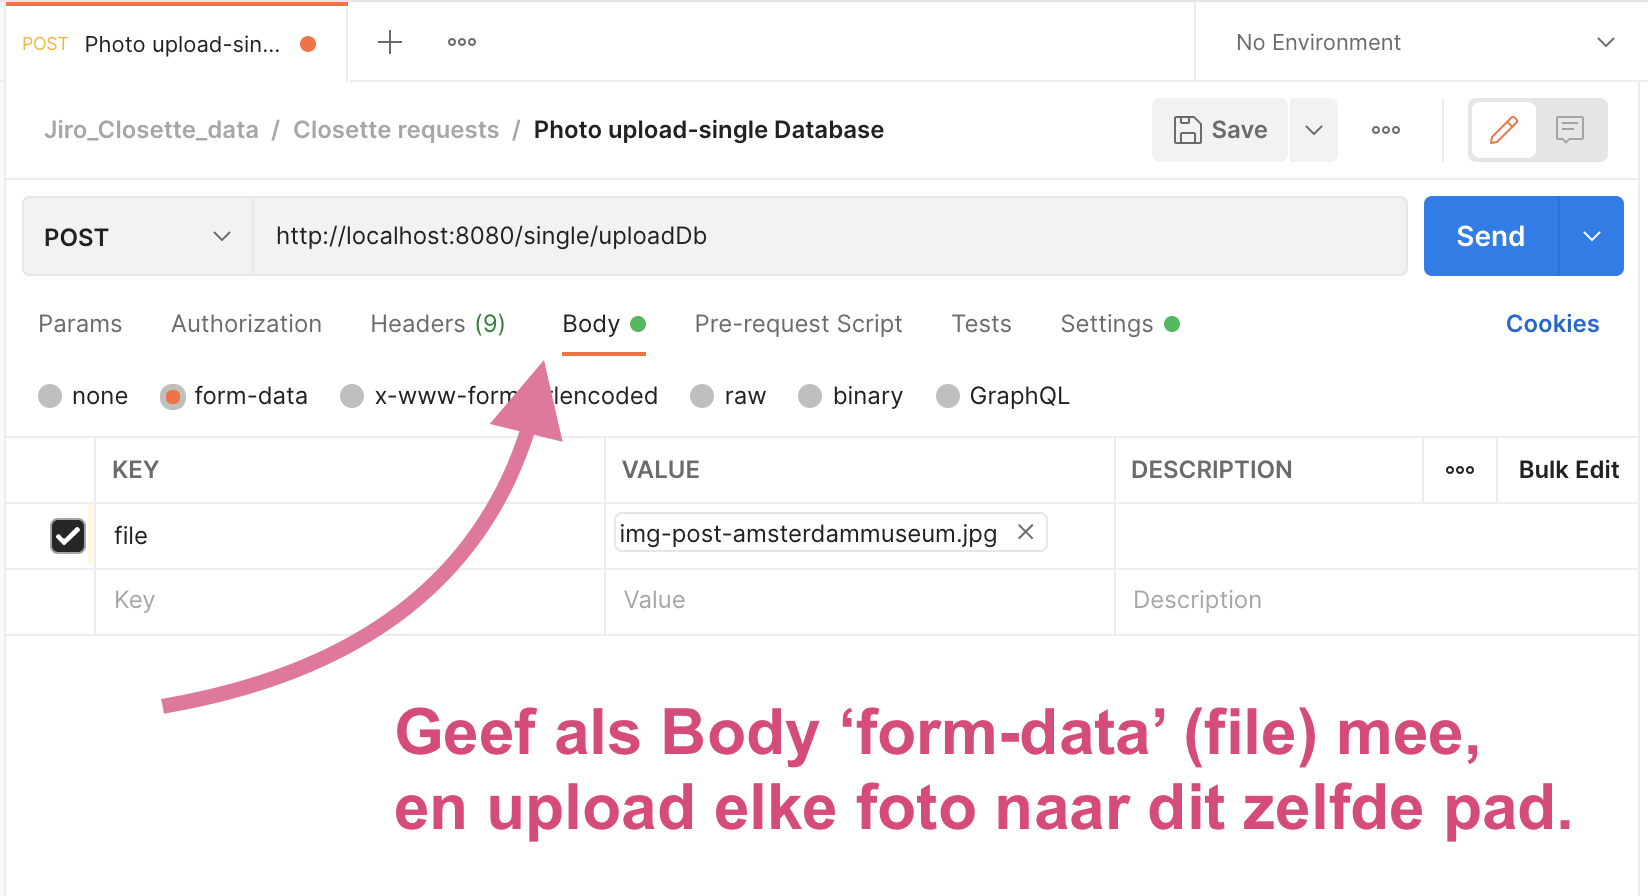 POST Photo upload-sin... No Environment
Jiro_Closette_data / Closette requests / Photo upload-single Database Save
POST http://localhost:8080/single/uploadDb Send
Params Authorization Headers (9) Body Pre-request Script Tests Settings Cookies
none form-data x-www-form-rlencoded raw binary GraphQL
KEY VALUE DESCRIPTION Bulk Edit
file img-post-amsterdammuseum.jpg
Key Value Description
Geef als Body ‘form-data’ (file) mee,
en upload elke foto naar dit zelfde pad.